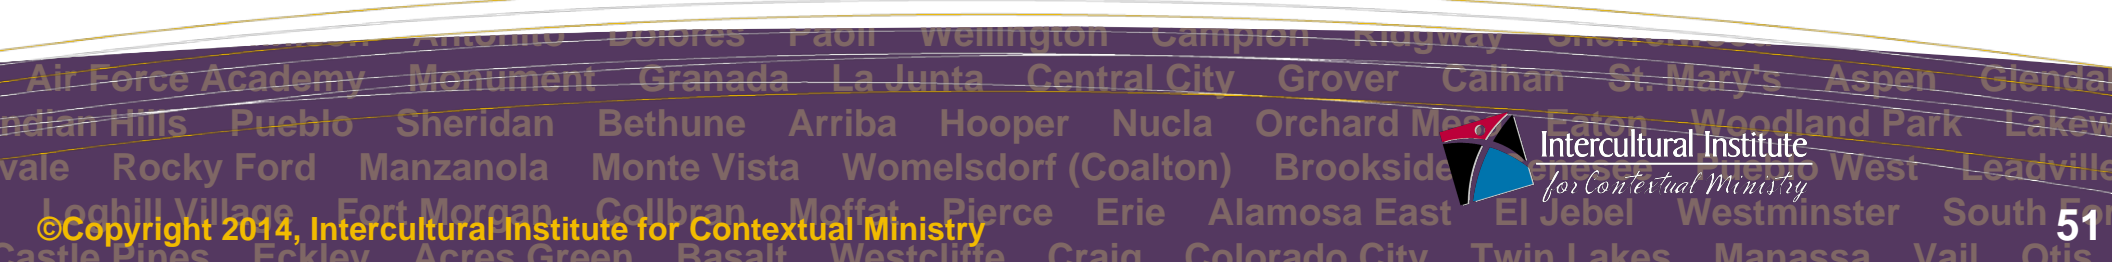 Antonito Dolores Paoli Wellington Campion Ridgway
Air Force Academy Monument Granada La Junta Central City Grover Calhan St. Mary's Aspen Glendal
ndian Hills Pueblo Sheridan Bethune Arriba Hooper Nucla Orchard Mesa Eaton Woodland Park Lakew
vale Rocky Ford Manzanola Monte Vista Womelsdorf (Coalton) Brookside Pueblo West Leadville
Intercultural Institute
for Contextual Ministry
Loghill Village Fort Morgan Collbran Moffat Pierce Erie Alamosa East El Jebel Westminster South For
©Copyright 2014, Intercultural Institute for Contextual Ministry
51
Castle Pines Eckley Acres Green Basalt Westcliffe Craig Colorado City Twin Lakes Manassa Vail Otis